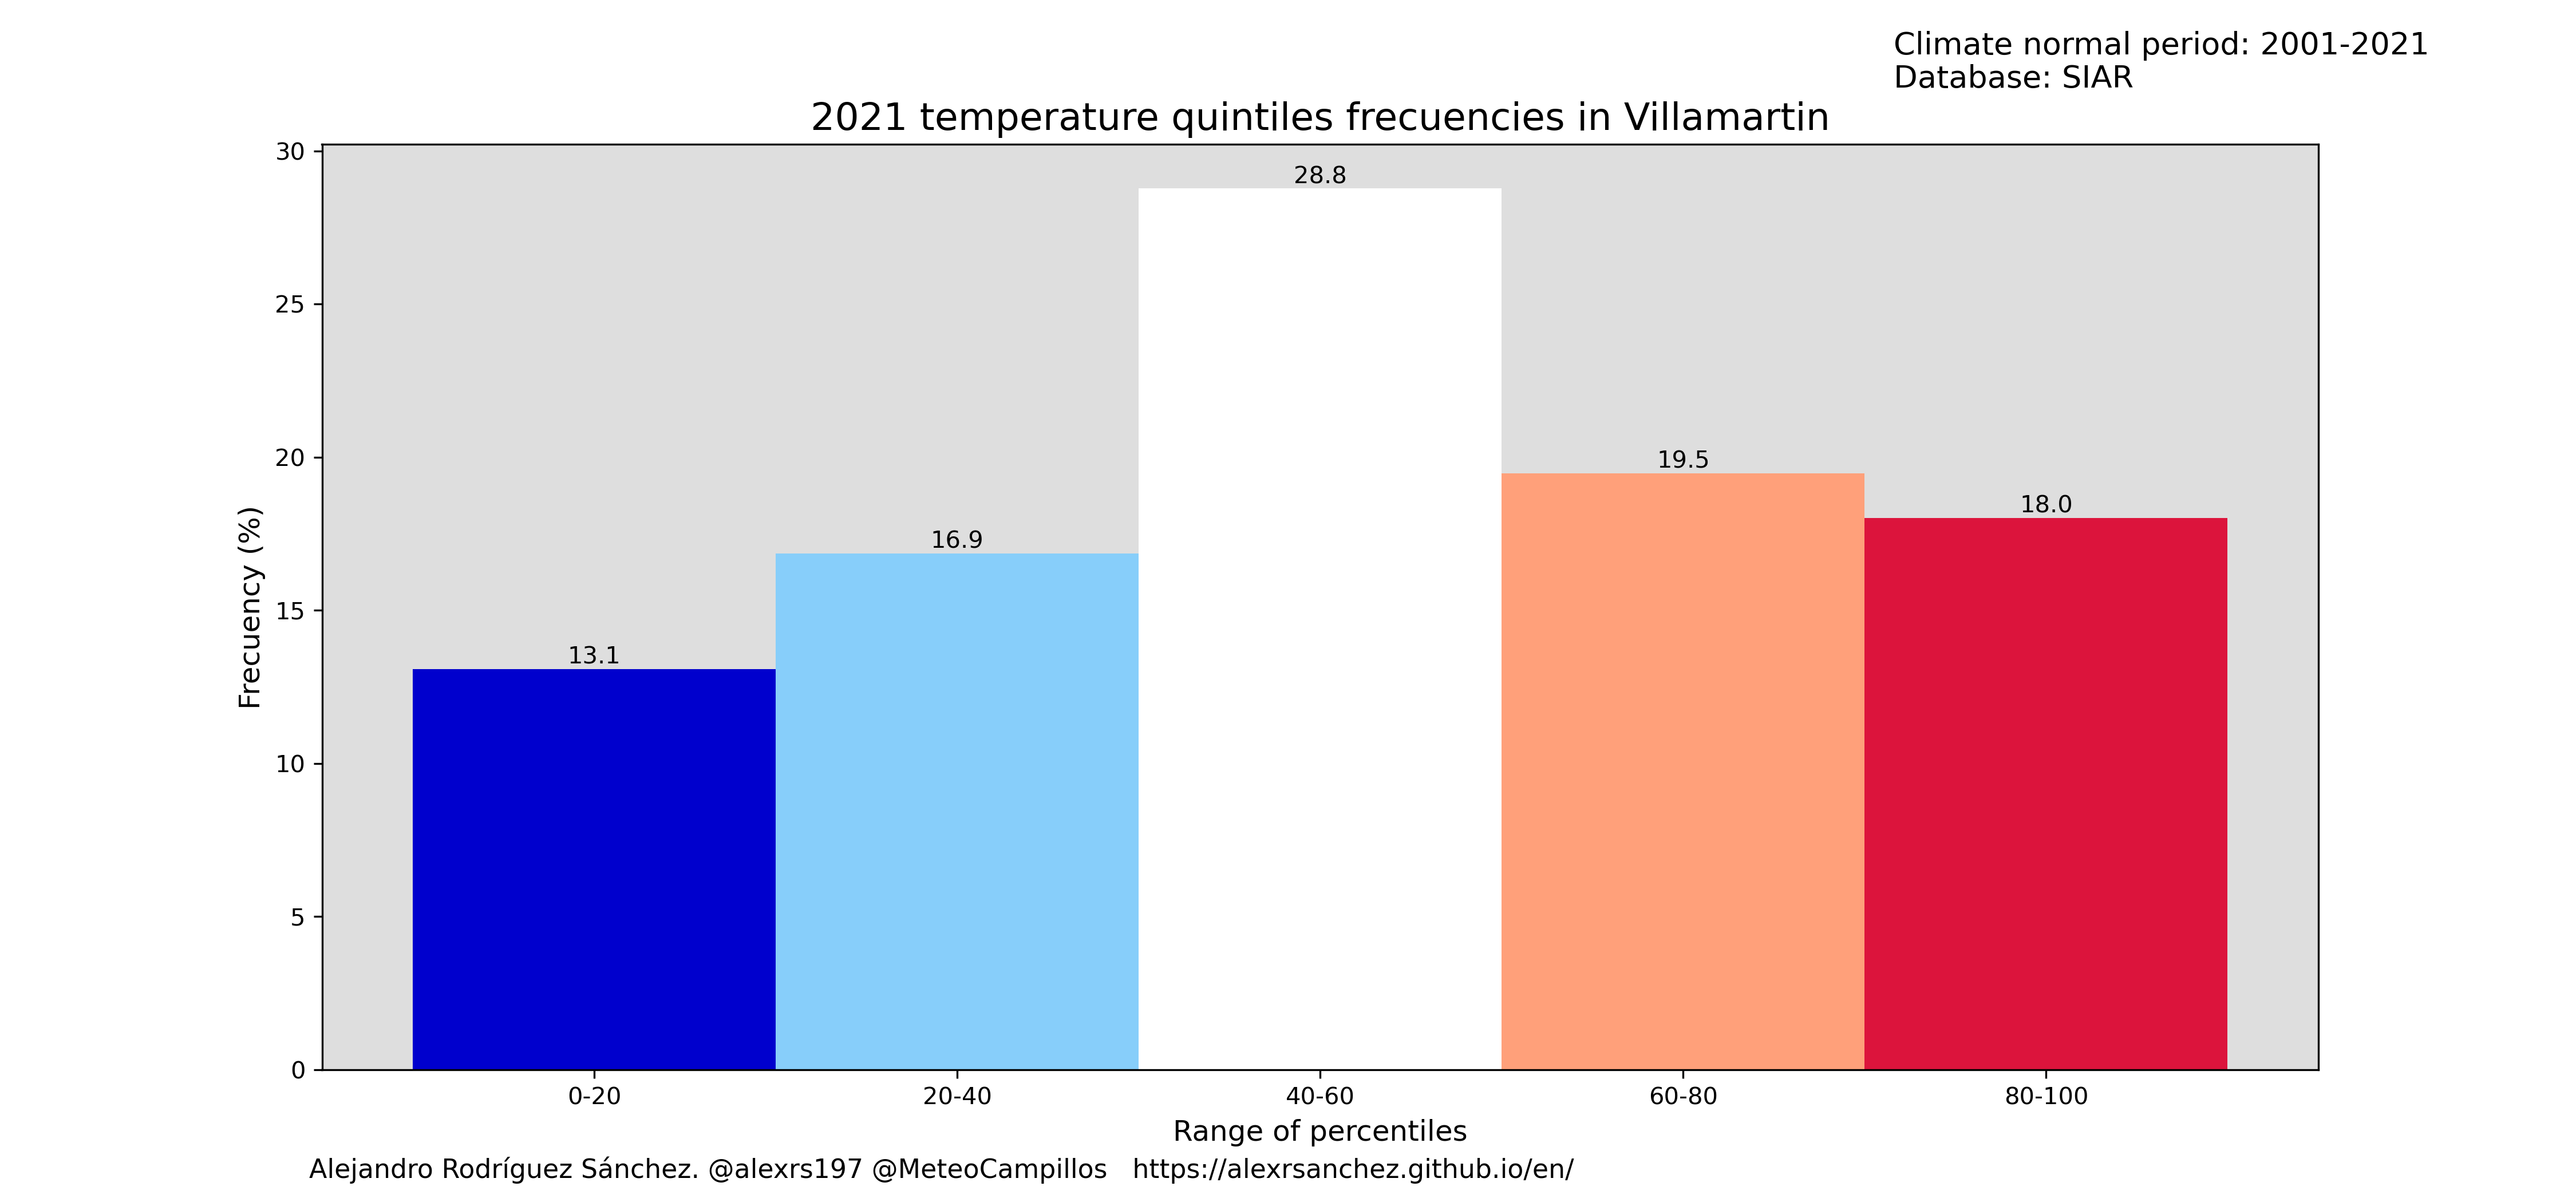 Climate normal period: 2001-2021
Database: SIAR
2021 temperature quintiles frecuencies in Villamartin
30
25
20
15
10
5
0
Frecuency (%)
13.1
16.9
28.8
19.5
18.0
0-20
20-40
40-60
60-80
80-100
Range of percentiles
Alejandro Rodríguez Sánchez. @alexrs197 @MeteoCampillos https://alexrsanchez.github.io/en/